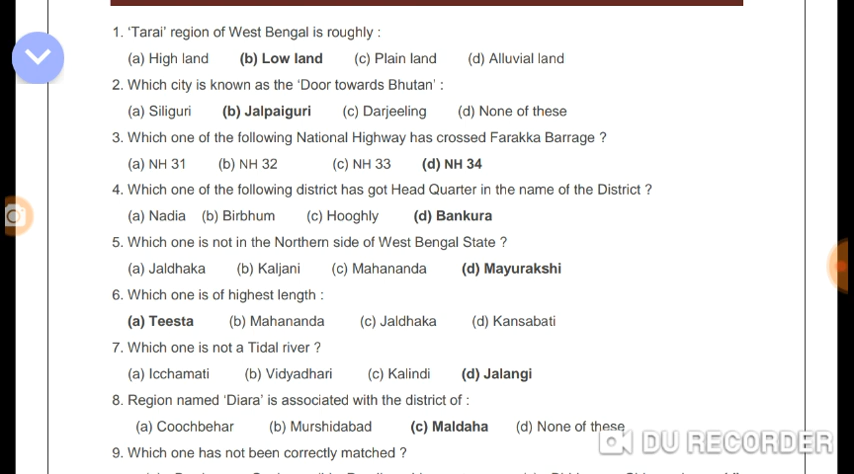 1. ‘Tarai’ region of West Bengal is roughly :
(a) High land (b) Low land (c) Plain land (d) Alluvial land
2. Which city is known as the ‘Door towards Bhutan’ :
(a) Siliguri (b) Jalpaiguri (c) Darjeeling (d) None of these
3. Which one of the following National Highway has crossed Farakka Barrage ?
(a) NH 31 (b) NH 32 (c) NH 33 (d) NH 34
4. Which one of the following district has got Head Quarter in the name of the District ?
(a) Nadia (b) Birbhum (c) Hooghly (d) Bankura
5. Which one is not in the Northern side of West Bengal State ?
(a) Jaldhaka (b) Kaljani (c) Mahananda (d) Mayurakshi
6. Which one is of highest length :
(a) Teesta (b) Mahananda (c) Jaldhaka (d) Kansabati
7. Which one is not a Tidal river ?
(a) Icchamati (b) Vidyadhari (c) Kalindi (d) Jalangi
8. Region named ‘Diara’ is associated with the district of :
(a) Coochbehar (b) Murshidabad (c) Maldaha (d) None of these
DU RECORDER
9. Which one has not been correctly matched ?